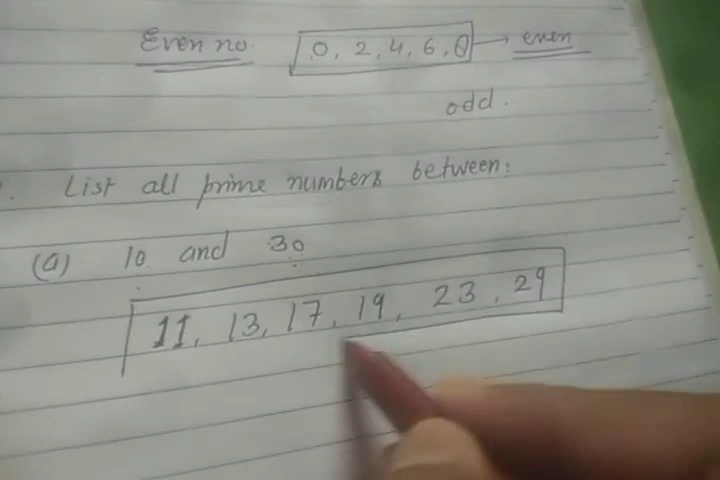 Even no. 0, 2, 4, 6, 8 → even
odd.
List all prime numbers between:
(a) 10 and 30
11, 13, 17, 19, 23, 29